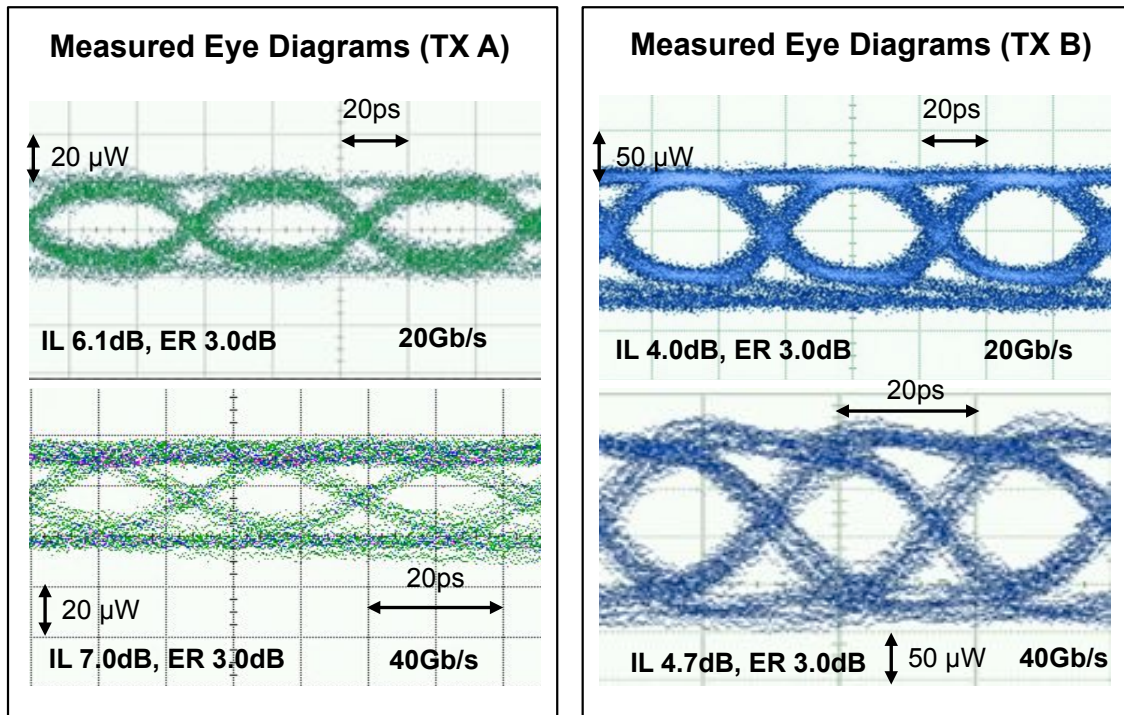 Measured Eye Diagrams (TX A)
20ps
20 µW
IL 6.1dB, ER 3.0dB
20Gb/s
20ps
20 µW
IL 7.0dB, ER 3.0dB
40Gb/s
Measured Eye Diagrams (TX B)
20ps
50 µW
IL 4.0dB, ER 3.0dB
20Gb/s
20ps
IL 4.7dB, ER 3.0dB
50 µW
40Gb/s